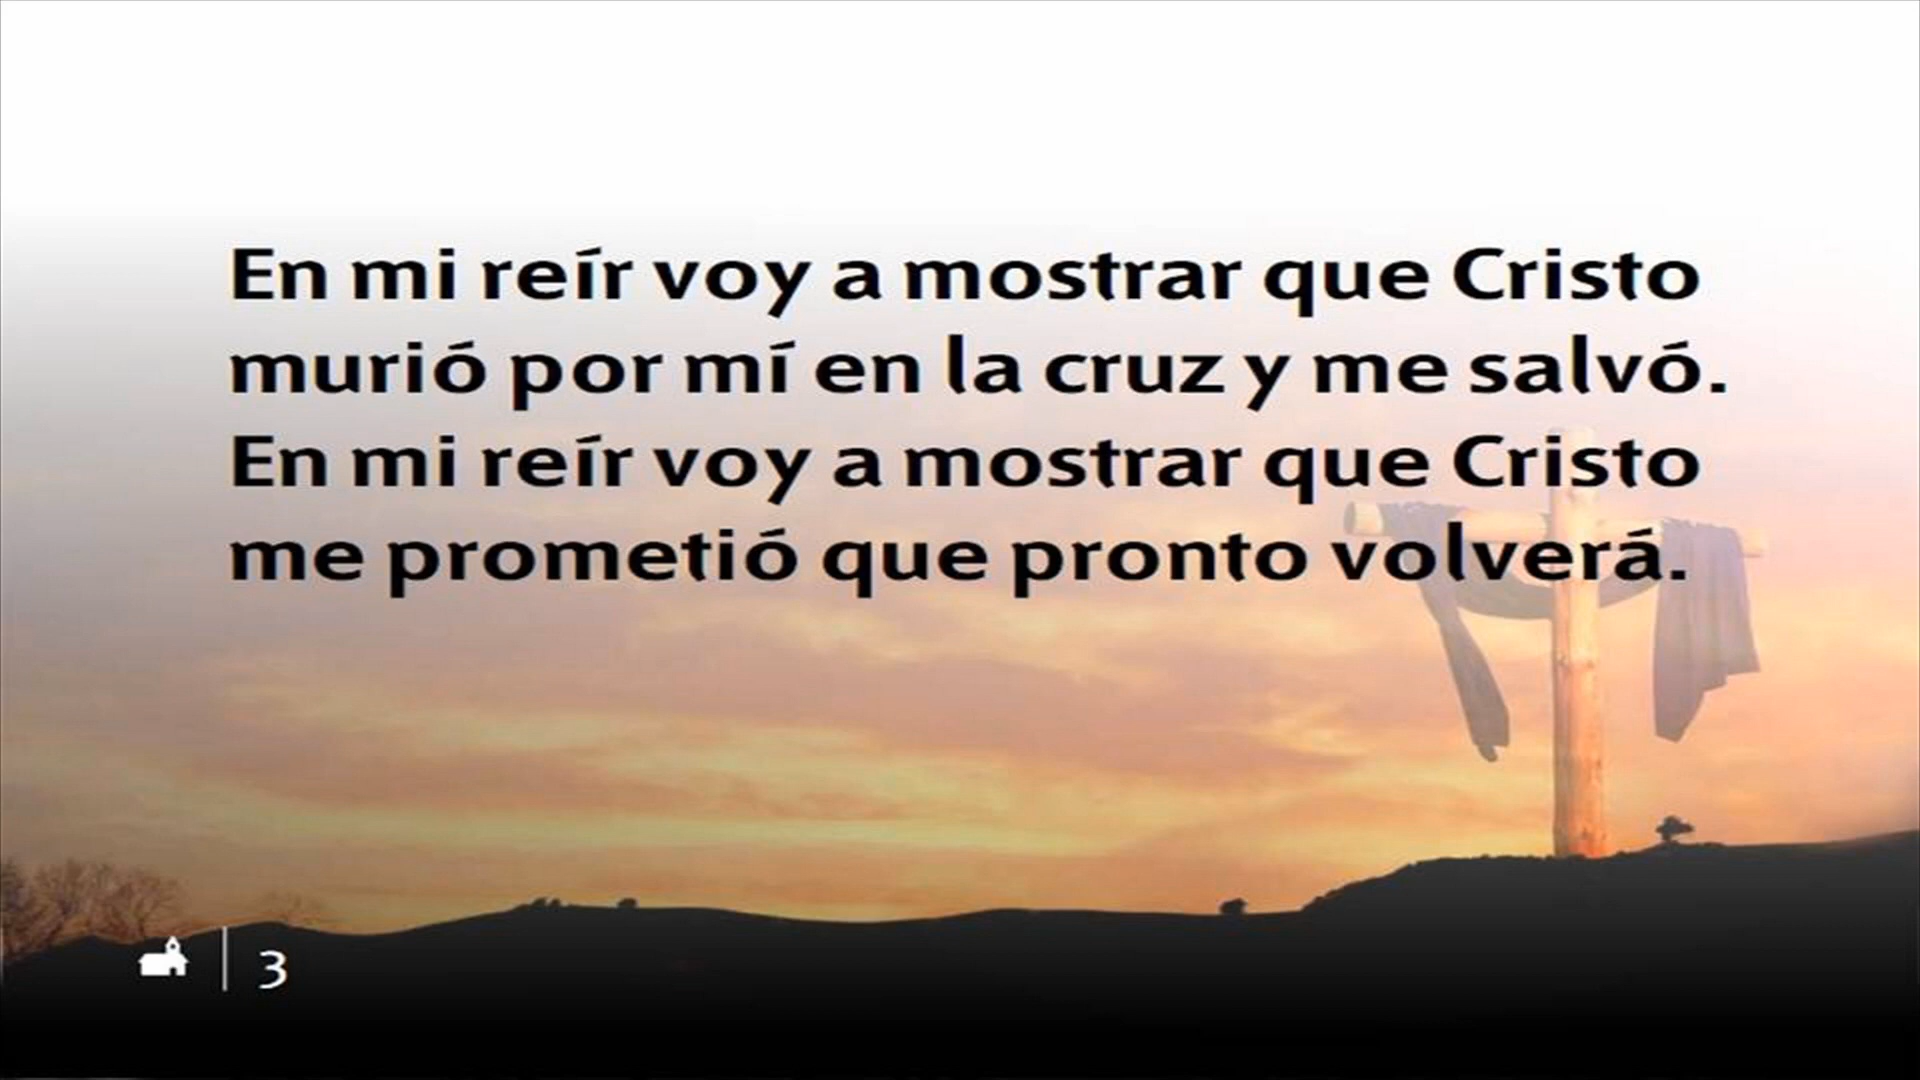 En mi reír voy a mostrar que Cristo
murió por mí en la cruz y me salvó.
En mi reír voy a mostrar que Cristo
me prometió que pronto volverá.
3